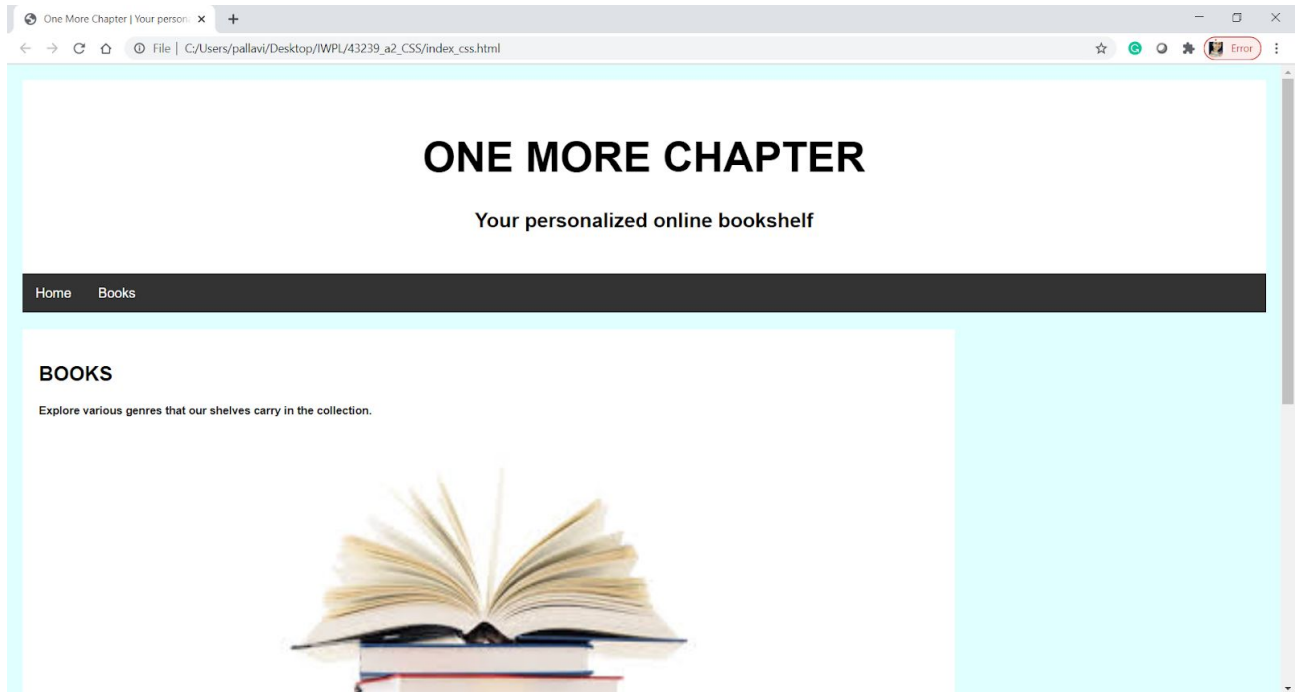 One More Chapter | Your person
File | C:/Users/pallavi/Desktop/IWPL/43239_a2_CSS/index_css.html
Error
ONE MORE CHAPTER
Your personalized online bookshelf
Home Books
BOOKS
Explore various genres that our shelves carry in the collection.